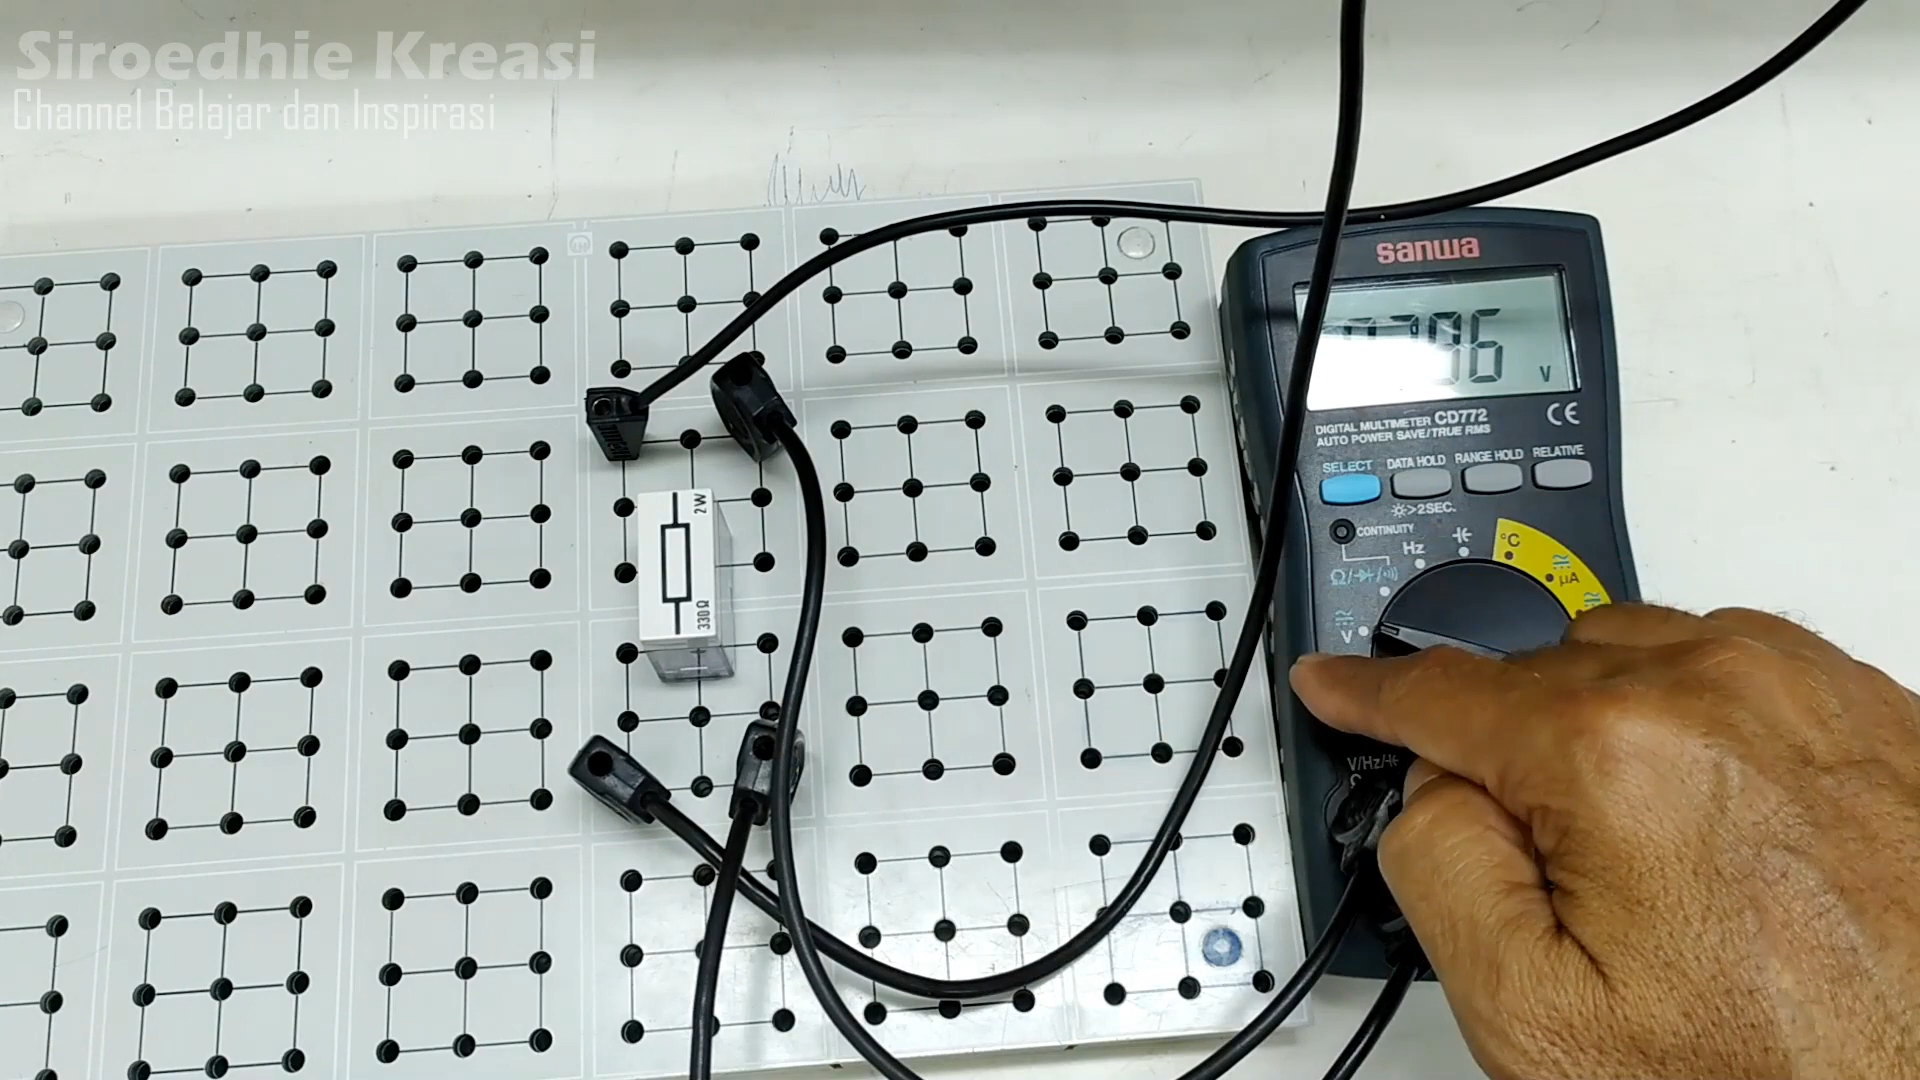 Siroedhie Kreasi
Channel Belajar dan Inspirasi
sanwa
V
DIGITAL MULTIMETER CD772
AUTO POWER SAVE/TRUE RMS
CE
SELECT DATA HOLD RANGE HOLD RELATIVE
>2SEC.
CONTINUITY
Hz
°C
µA
Ω
V
V/Hz/
2W
330Ω